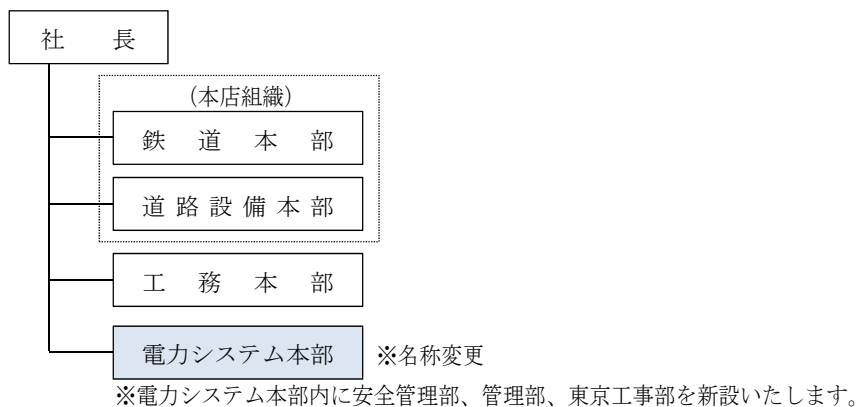 社　長
（本店組織）
鉄　道　本　部
道路設備本部
工　務　本　部
電力システム本部　※名称変更
※電力システム本部内に安全管理部、管理部、東京工事部を新設いたします。